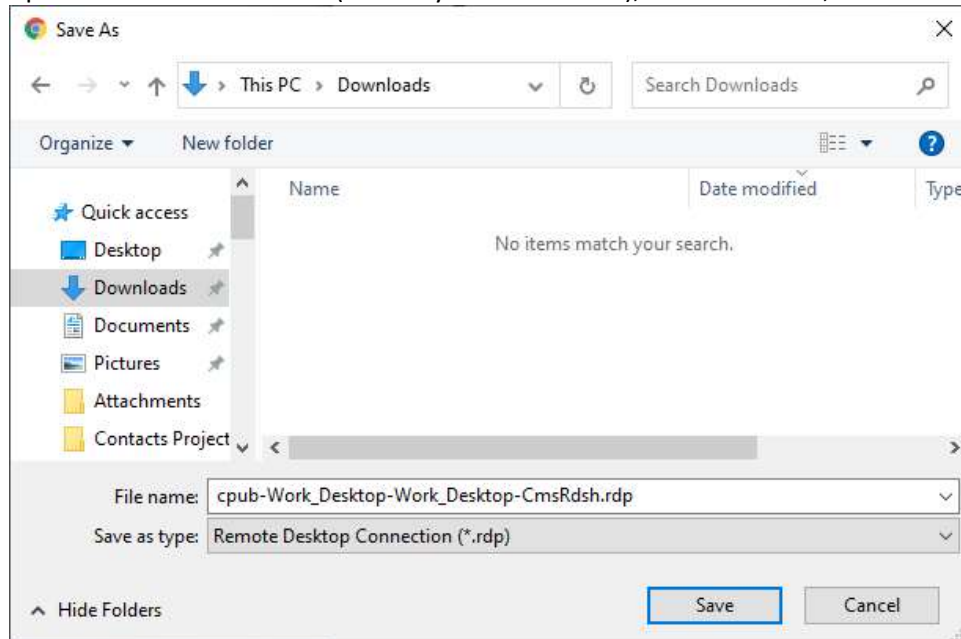 Save As
This PC > Downloads
Search Downloads
Organize
New folder
Name
Date modified
Type
Quick access
No items match your search.
Desktop
Downloads
Documents
Pictures
Attachments
Contacts Project
File name: cpub-Work_Desktop-Work_Desktop-CmsRdsh.rdp
Save as type: Remote Desktop Connection (*.rdp)
Hide Folders
Save
Cancel